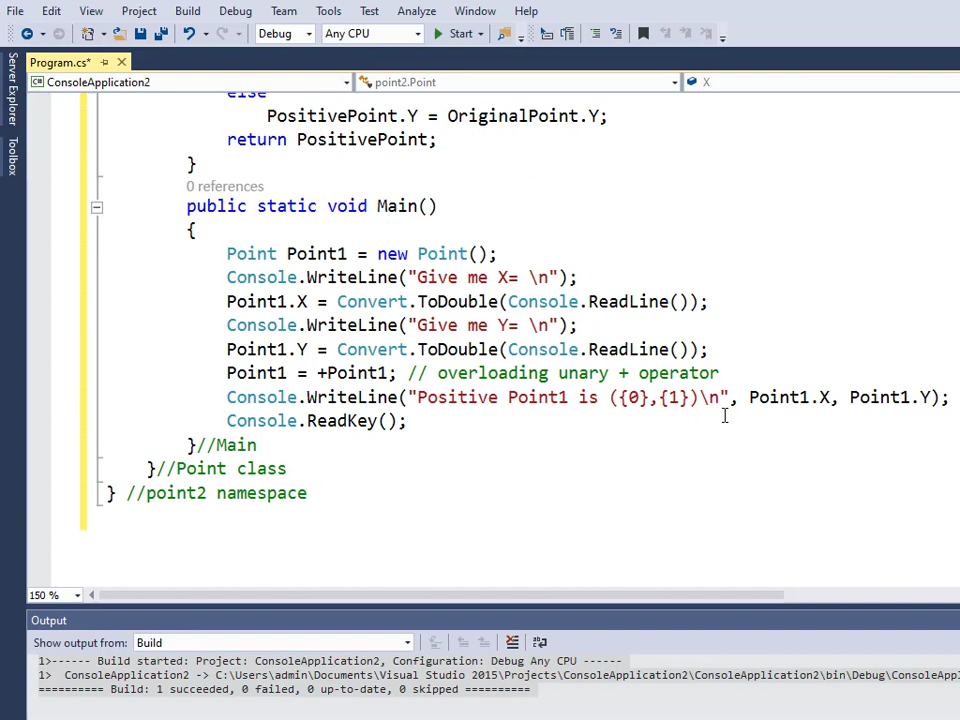 File Edit View Project Build Debug Team Tools Test Analyze Window Help
Debug Any CPU Start
Program.cs*
ConsoleApplication2 point2.Point X
Server Explorer
Toolbox
else
PositivePoint.Y = OriginalPoint.Y;
return PositivePoint;
}
0 references
public static void Main()
{
Point Point1 = new Point();
Console.WriteLine("Give me X= \n");
Point1.X = Convert.ToDouble(Console.ReadLine());
Console.WriteLine("Give me Y= \n");
Point1.Y = Convert.ToDouble(Console.ReadLine());
Point1 = +Point1; // overloading unary + operator
Console.WriteLine("Positive Point1 is ({0},{1})\n", Point1.X, Point1.Y);
Console.ReadKey();
}//Main
}//Point class
} //point2 namespace
150 %
Output
Show output from: Build
1>------ Build started: Project: ConsoleApplication2, Configuration: Debug Any CPU ------
1> ConsoleApplication2 -> C:\Users\admin\Documents\Visual Studio 2015\Projects\ConsoleApplication2\ConsoleApplication2\bin\Debug\ConsoleAppl
========== Build: 1 succeeded, 0 failed, 0 up-to-date, 0 skipped ==========